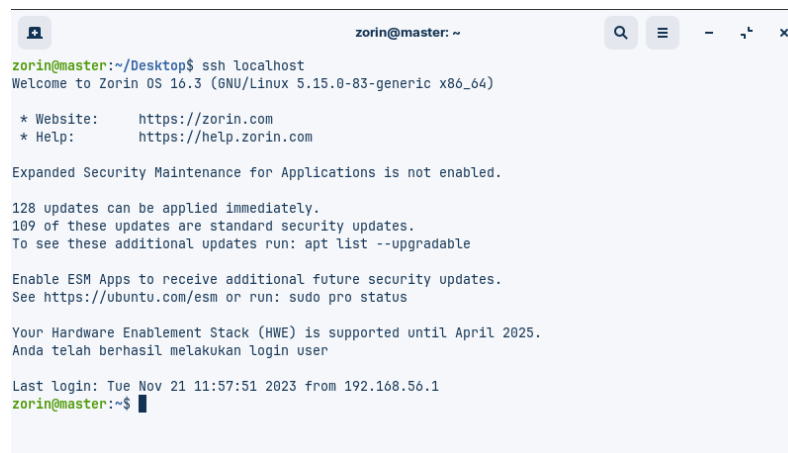 zorin@master: ~
zorin@master:~/Desktop$ ssh localhost
Welcome to Zorin OS 16.3 (GNU/Linux 5.15.0-83-generic x86_64)
* Website: https://zorin.com
* Help: https://help.zorin.com
Expanded Security Maintenance for Applications is not enabled.
128 updates can be applied immediately.
109 of these updates are standard security updates.
To see these additional updates run: apt list --upgradable
Enable ESM Apps to receive additional future security updates.
See https://ubuntu.com/esm or run: sudo pro status
Your Hardware Enablement Stack (HWE) is supported until April 2025.
Anda telah berhasil melakukan login user
Last login: Tue Nov 21 11:57:51 2023 from 192.168.56.1
zorin@master:~$